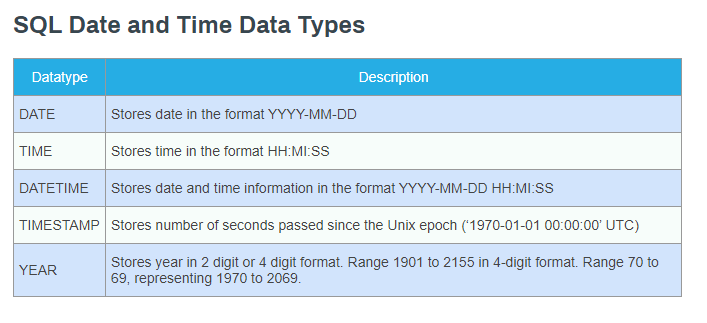 SQL Date and Time Data Types
Datatype Description
DATE Stores date in the format YYYY-MM-DD
TIME Stores time in the format HH:MI:SS
DATETIME Stores date and time information in the format YYYY-MM-DD HH:MI:SS
TIMESTAMP Stores number of seconds passed since the Unix epoch (‘1970-01-01 00:00:00’ UTC)
YEAR Stores year in 2 digit or 4 digit format. Range 1901 to 2155 in 4-digit format. Range 70 to
69, representing 1970 to 2069.